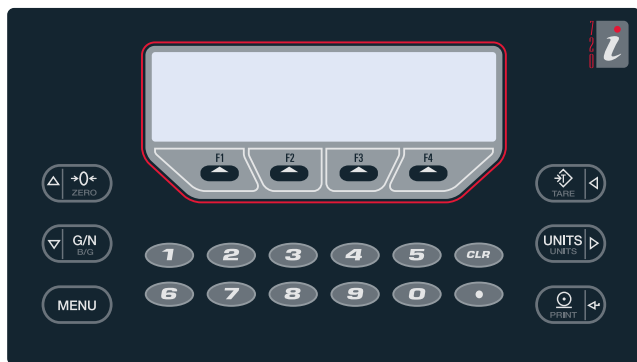 720 i
F1 F2 F3 F4
→0← ZERO
T TARE
G/N B/G
1 2 3 4 5 CLR
UNITS UNITS
MENU
6 7 8 9 0 •
PRINT